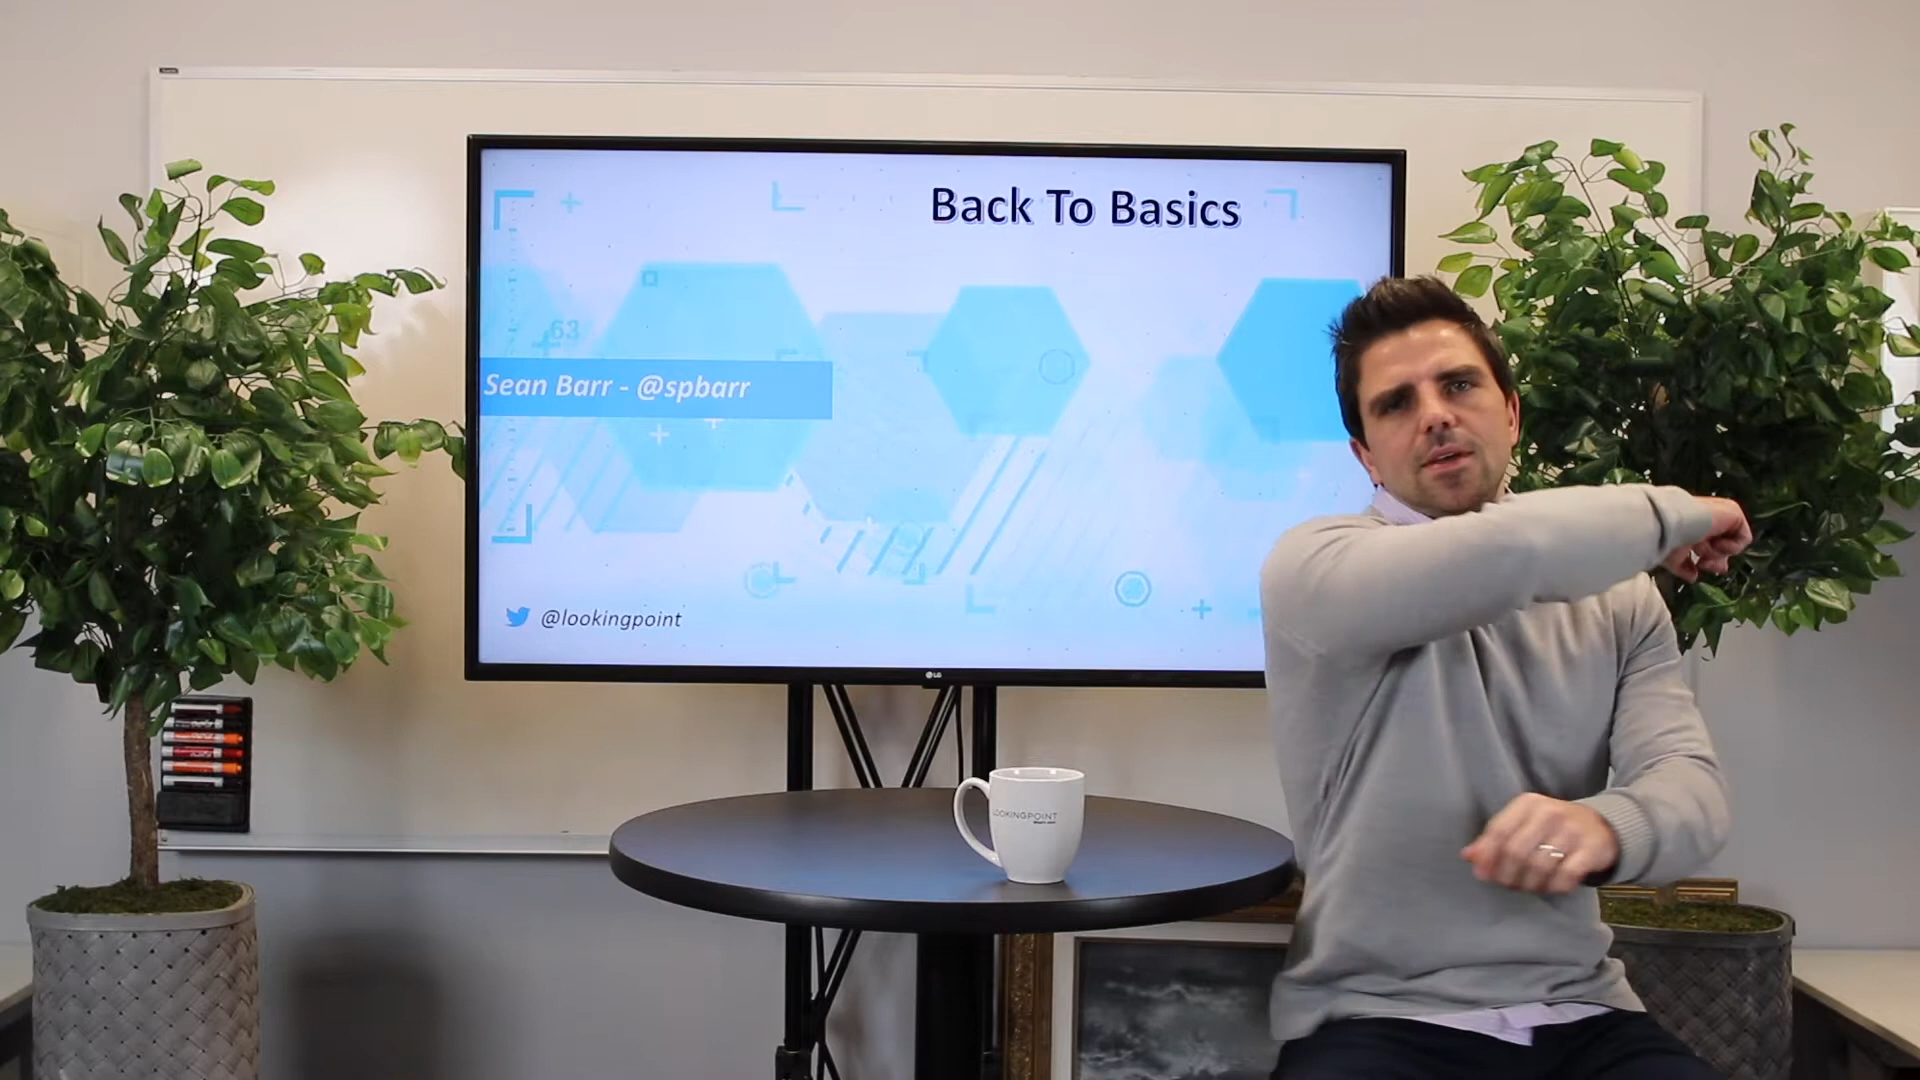 Back To Basics
63
Sean Barr - @spbarr
@lookingpoint
LG
LOOKINGPOINT